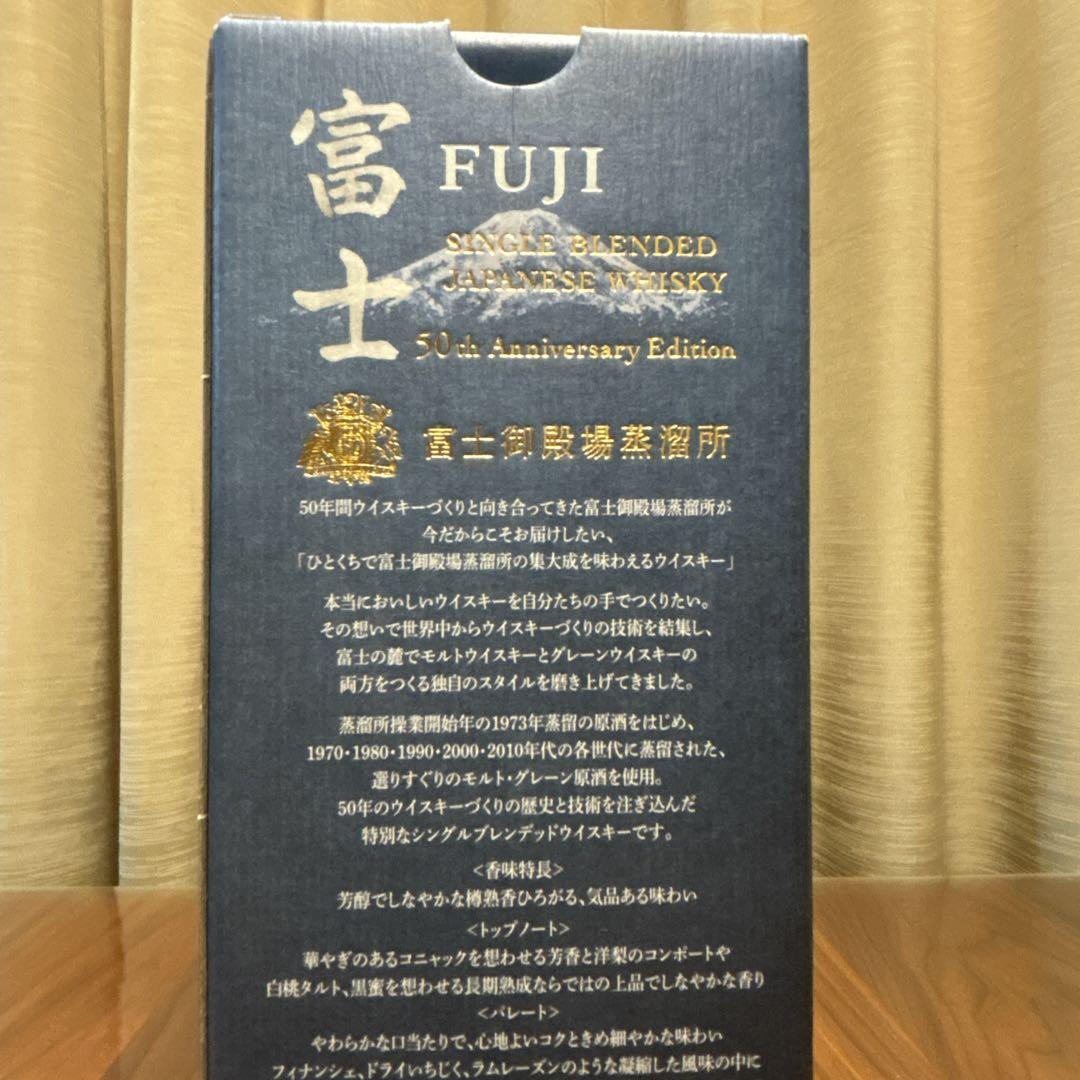 富士
FUJI
SINGLE BLENDED
JAPANESE WHISKY
50th Anniversary Edition
富士御殿場蒸溜所
50年間ウイスキーづくりと向き合ってきた富士御殿場蒸溜所が
今だからこそお届けしたい、
「ひとくちで富士御殿場蒸溜所の集大成を味わえるウイスキー」
本当においしいウイスキーを自分たちの手でつくりたい。
その想いで世界中からウイスキーづくりの技術を結集し、
富士の麓でモルトウイスキーとグレーンウイスキーの
両方をつくる独自のスタイルを磨き上げてきました。
蒸溜所操業開始年の1973年蒸留の原酒をはじめ、
1970・1980・1990・2000・2010年代の各世代に蒸留された、
選りすぐりのモルト・グレーン原酒を使用。
50年のウイスキーづくりの歴史と技術を注ぎ込んだ
特別なシングルブレンデッドウイスキーです。
<香味特長>
芳醇でしなやかな樽熟香ひろがる、気品ある味わい
<トップノート>
華やぎのあるコニャックを想わせる芳香と洋梨のコンポートや
白桃タルト、黒蜜を想わせる長期熟成ならではの上品でしなやかな香り
<パレート>
やわらかな口当たりで、心地よいコクときめ細やかな味わい
フィナンシェ、ドライいちじく、ラムレーズンのような凝縮した風味の中に